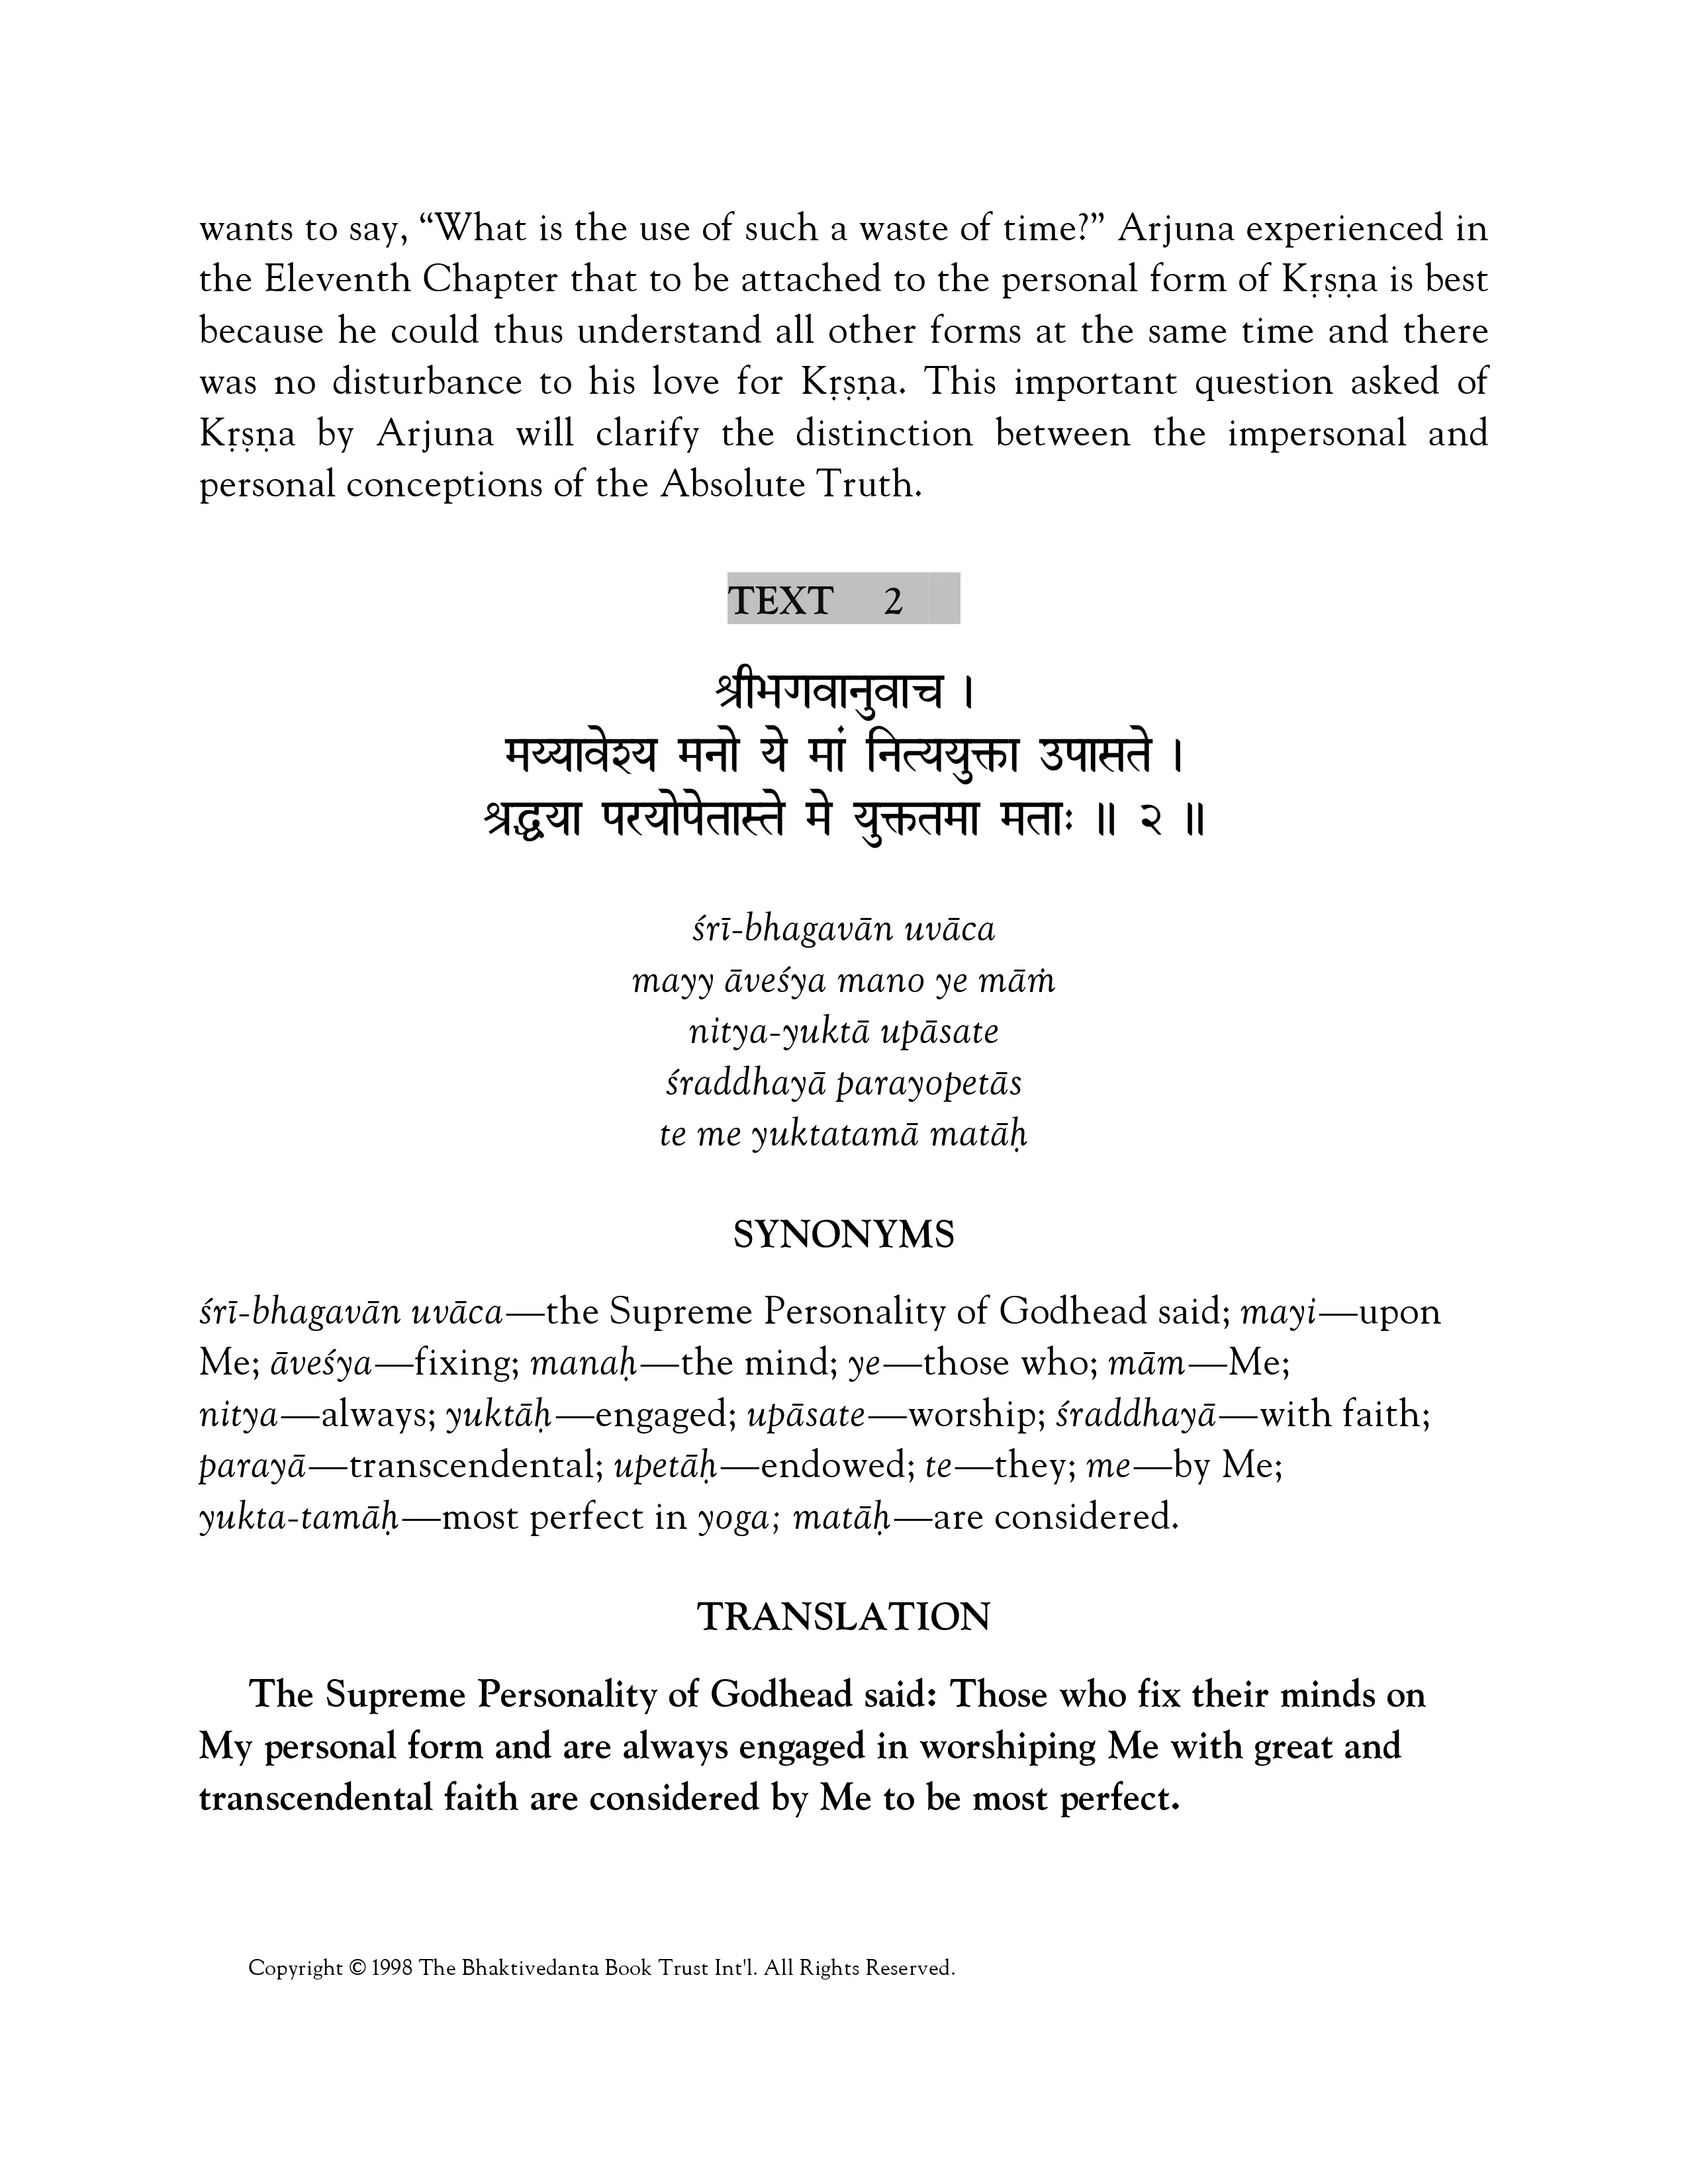 wants to say, “What is the use of such a waste of time?” Arjuna experienced in
the Eleventh Chapter that to be attached to the personal form of Kṛṣṇa is best
because he could thus understand all other forms at the same time and there
was no disturbance to his love for Kṛṣṇa. This important question asked of
Kṛṣṇa by Arjuna will clarify the distinction between the impersonal and
personal conceptions of the Absolute Truth.
TEXT 2
श्रीभगवानुवाच ।
मय्यावेश्य मनो ये मां नित्ययुक्ता उपासते ।
श्रद्धया परयोपेतास्ते मे युक्ततमा मताः ॥ २ ॥
śrī-bhagavān uvāca
mayy āveśya mano ye māṁ
nitya-yuktā upāsate
śraddhayā parayopetās
te me yuktatamā matāḥ
SYNONYMS
śrī-bhagavān uvāca—the Supreme Personality of Godhead said; mayi—upon
Me; āveśya—fixing; manaḥ—the mind; ye—those who; mām—Me;
nitya—always; yuktāḥ—engaged; upāsate—worship; śraddhayā—with faith;
parayā—transcendental; upetāḥ—endowed; te—they; me—by Me;
yukta-tamāḥ—most perfect in yoga; matāḥ—are considered.
TRANSLATION
The Supreme Personality of Godhead said: Those who fix their minds on
My personal form and are always engaged in worshiping Me with great and
transcendental faith are considered by Me to be most perfect.
Copyright © 1998 The Bhaktivedanta Book Trust Int'l. All Rights Reserved.